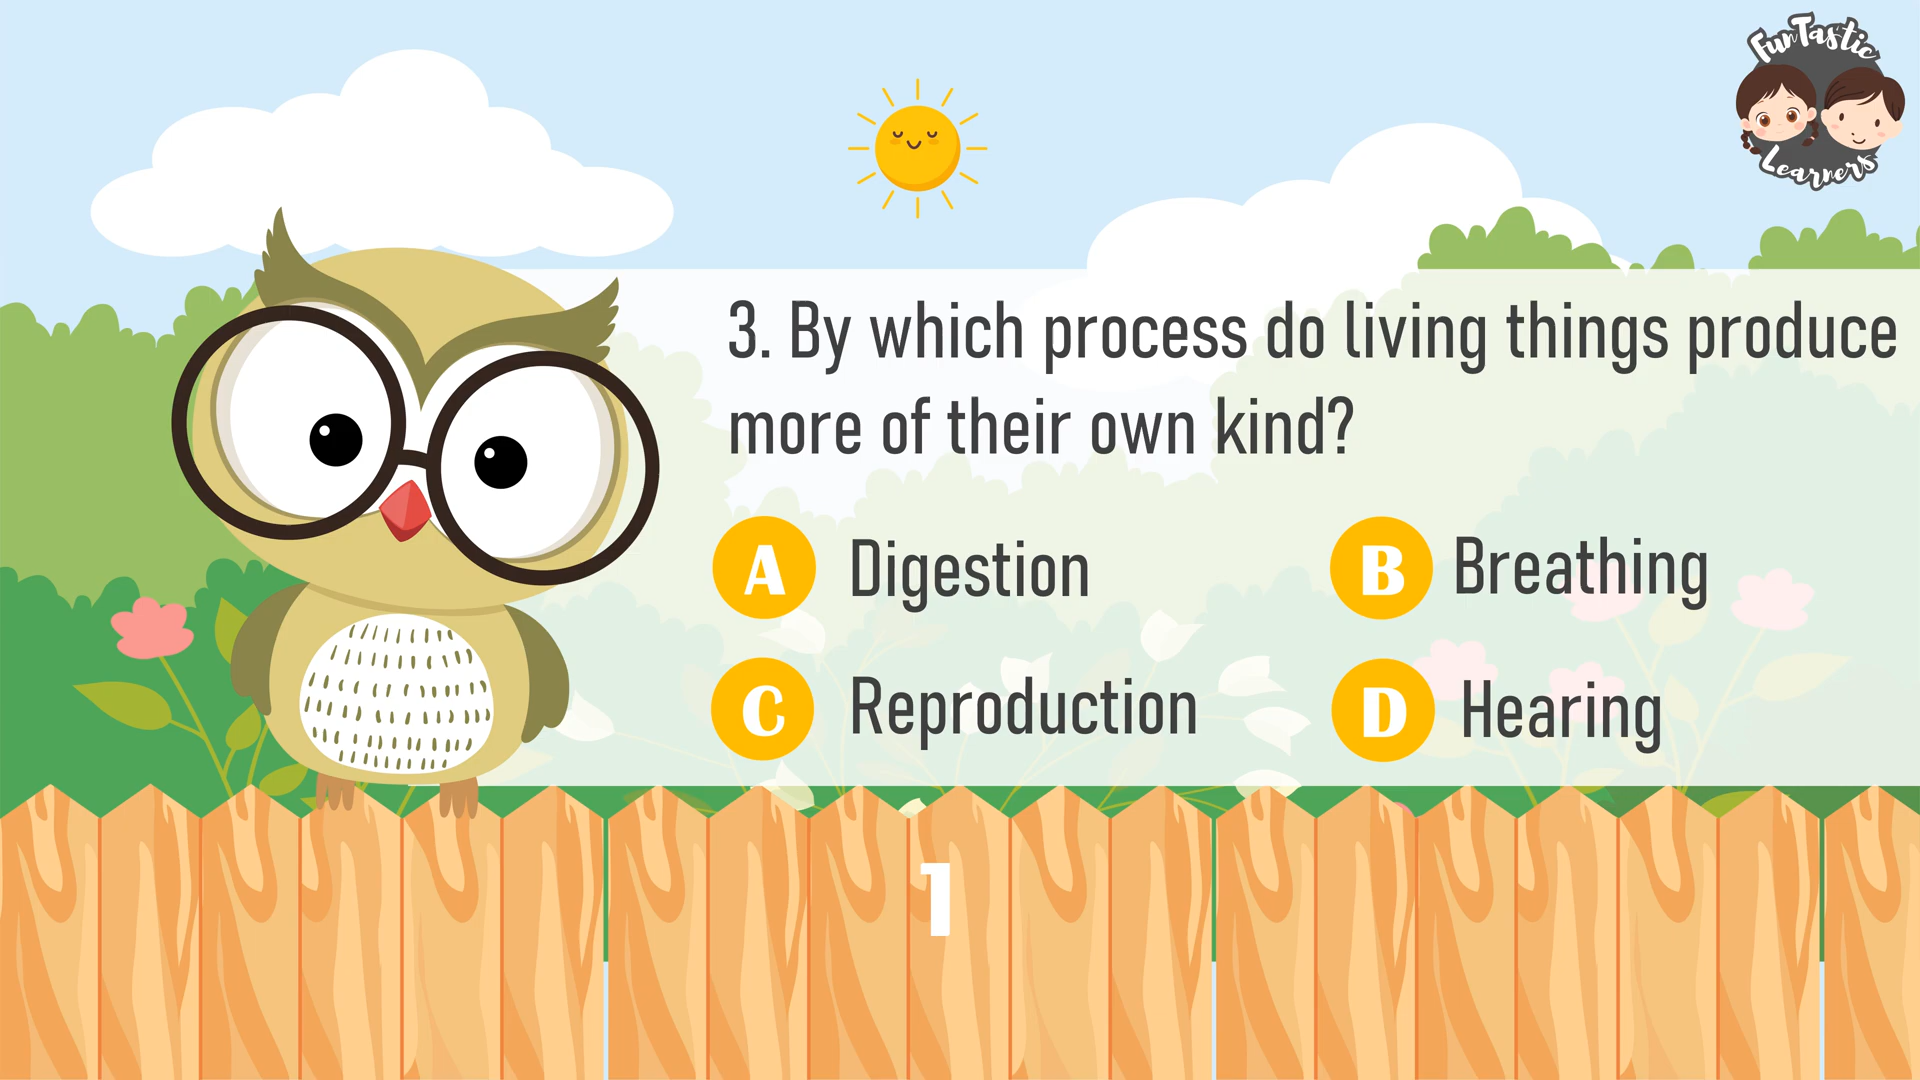 FunTastic
Learners
3. By which process do living things produce
more of their own kind?
A Digestion
B Breathing
C Reproduction
D Hearing
1